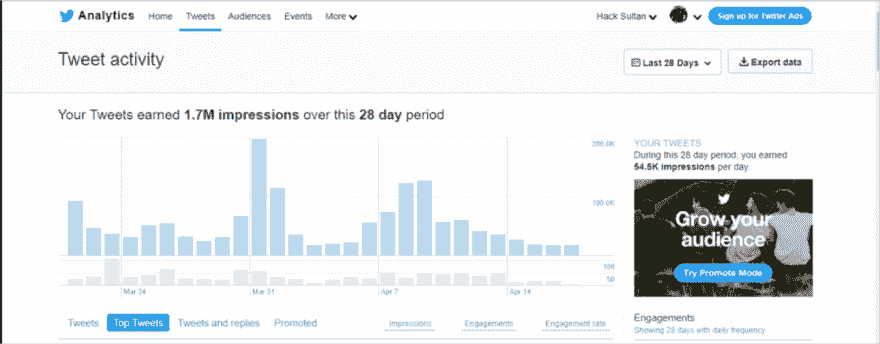 Analytics Home Tweets Audiences Events More Hack Sultan Sign up for Twitter Ads
Tweet activity
Last 28 Days Export data
Your Tweets earned 1.7M impressions over this 28 day period
200.0K
100.0K
100
50
Mar 24 Mar 31 Apr 7 Apr 14
YOUR TWEETS
During this 28 day period, you earned
54.5K impressions per day.
Grow your
audience
Try Promote Mode
Tweets Top Tweets Tweets and replies Promoted Impressions Engagements Engagement rate
Engagements
Showing 28 days with daily frequency